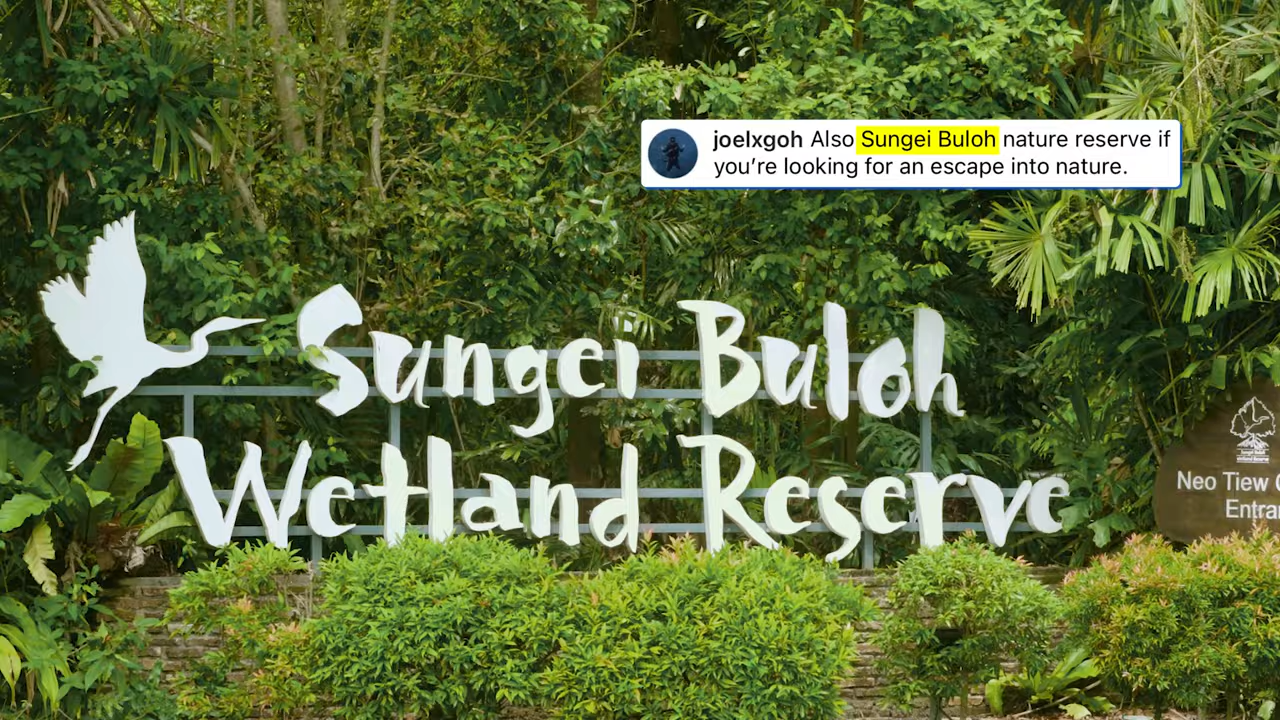 joelxgoh Also Sungei Buloh nature reserve if
you’re looking for an escape into nature.
Sungei Buloh
Wetland Reserve
Neo Tiew